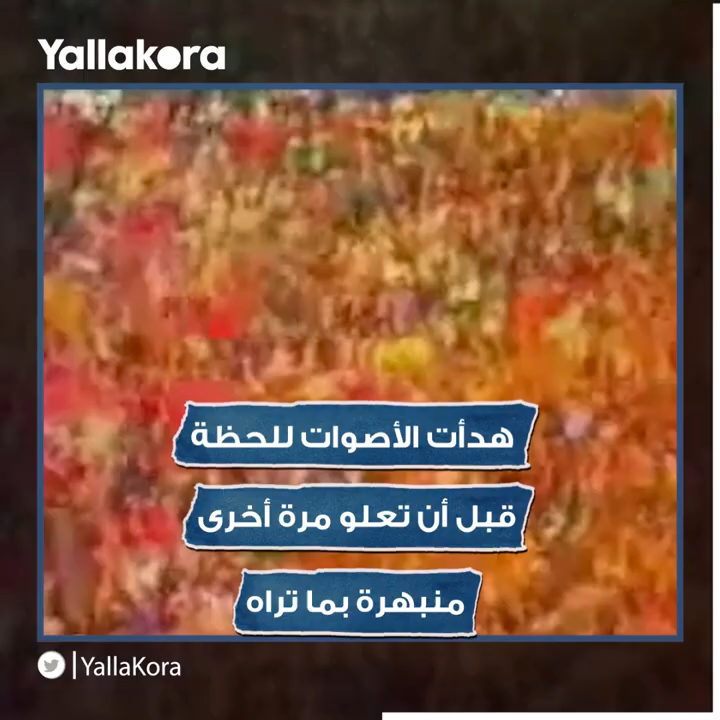 Yallakora
هدأت الأصوات للحظة
قبل أن تعلو مرة أخرى
منبهرة بما تراه
|YallaKora